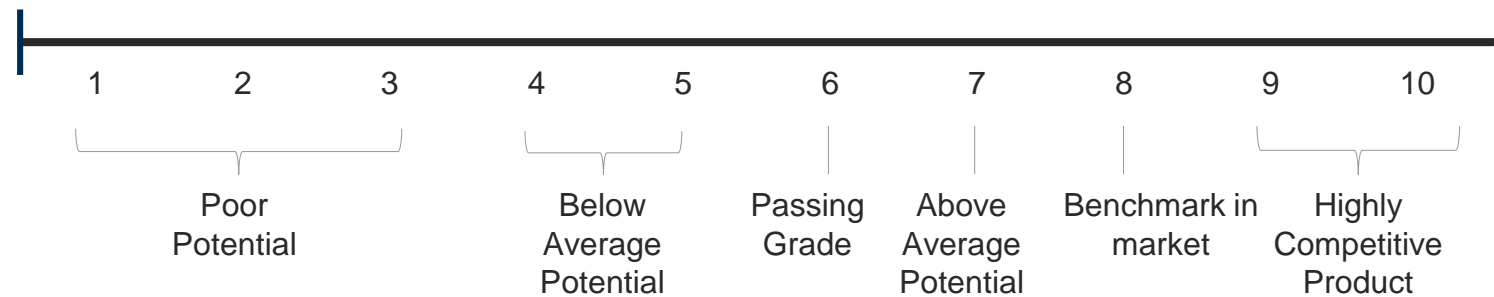 1 2 3 4 5 6 7 8 9 10
Poor
Potential
Below
Average
Potential
Passing
Grade
Above
Average
Potential
Benchmark in
market
Highly
Competitive
Product